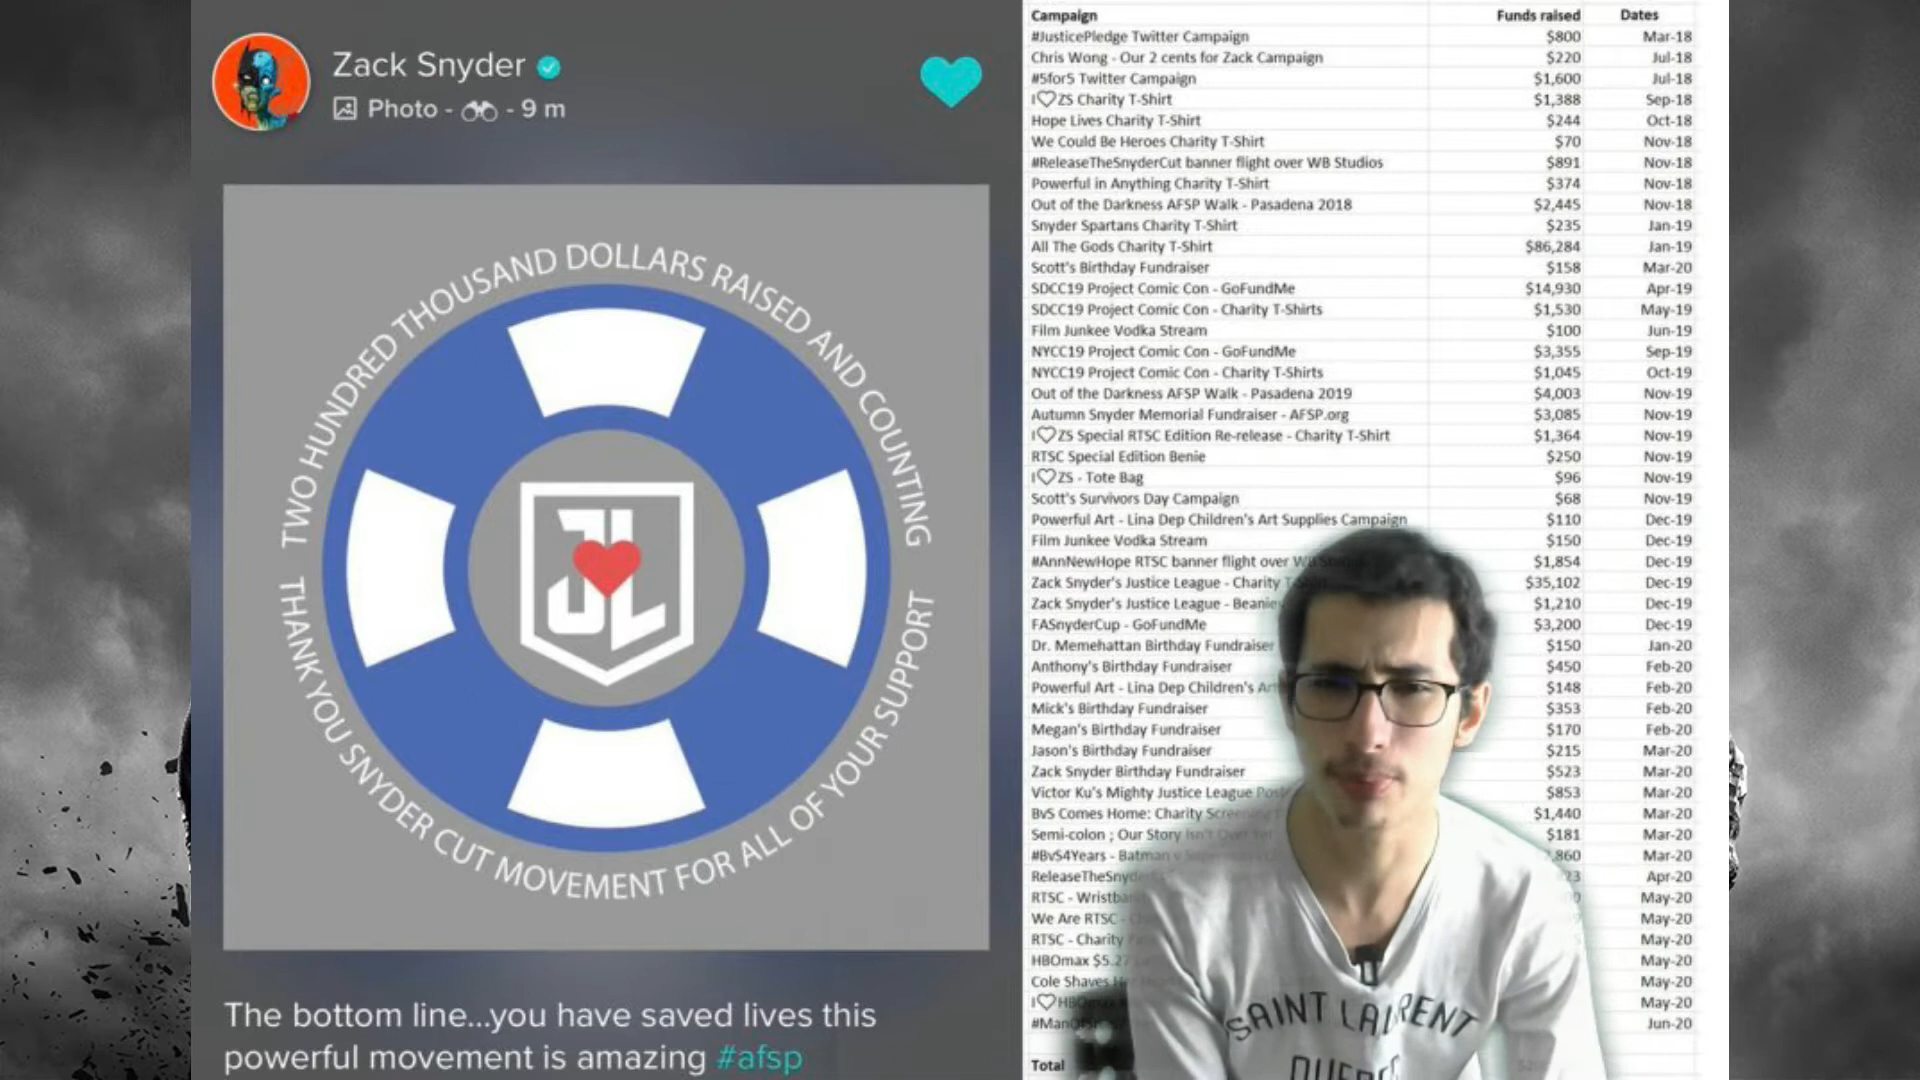 Zack Snyder
Photo - - 9 m
TWO HUNDRED THOUSAND DOLLARS RAISED AND COUNTING
JL
THANK YOU SNYDER CUT MOVEMENT FOR ALL OF YOUR SUPPORT
The bottom line...you have saved lives this
powerful movement is amazing #afsp
Campaign Funds raised Dates
#JusticePledge Twitter Campaign $800 Mar-18
Chris Wong - Our 2 cents for Zack Campaign $220 Jul-18
#5for5 Twitter Campaign $1,600 Jul-18
I♡ZS Charity T-Shirt $1,388 Sep-18
Hope Lives Charity T-Shirt $244 Oct-18
We Could Be Heroes Charity T-Shirt $70 Nov-18
#ReleaseTheSnyderCut banner flight over WB Studios $891 Nov-18
Powerful in Anything Charity T-Shirt $374 Nov-18
Out of the Darkness AFSP Walk - Pasadena 2018 $2,445 Nov-18
Snyder Spartans Charity T-Shirt $235 Jan-19
All The Gods Charity T-Shirt $86,284 Jan-19
Scott's Birthday Fundraiser $158 Mar-20
SDCC19 Project Comic Con - GoFundMe $14,930 Apr-19
SDCC19 Project Comic Con - Charity T-Shirts $1,530 May-19
Film Junkee Vodka Stream $100 Jun-19
NYCC19 Project Comic Con - GoFundMe $3,355 Sep-19
NYCC19 Project Comic Con - Charity T-Shirts $1,045 Oct-19
Out of the Darkness AFSP Walk - Pasadena 2019 $4,003 Nov-19
Autumn Snyder Memorial Fundraiser - AFSP.org $3,085 Nov-19
I♡ZS Special RTSC Edition Re-release - Charity T-Shirt $1,364 Nov-19
RTSC Special Edition Benie $250 Nov-19
I♡ZS - Tote Bag $96 Nov-19
Scott's Survivors Day Campaign $68 Nov-19
Powerful Art - Lina Dep Children's Art Supplies Campaign $110 Dec-19
Film Junkee Vodka Stream $150 Dec-19
#AnnNewHope RTSC banner flight over WB $1,854 Dec-19
Zack Snyder's Justice League - Charity $35,102 Dec-19
Zack Snyder's Justice League - Beanie $1,210 Dec-19
FASnyderCup - GoFundMe $3,200 Dec-19
Dr. Memehattan Birthday Fundraiser $150 Jan-20
Anthony's Birthday Fundraiser $450 Feb-20
Powerful Art - Lina Dep Children's $148 Feb-20
Mick's Birthday Fundraiser $353 Feb-20
Megan's Birthday Fundraiser $170 Feb-20
Jason's Birthday Fundraiser $215 Mar-20
Zack Snyder Birthday Fundraiser $523 Mar-20
Victor Ku's Mighty Justice League $853 Mar-20
BvS Comes Home: Charity $1,440 Mar-20
Semi-colon ; Our Story Isn't Over $181 Mar-20
#BvS4Years - Batman v Mar-20
Apr-20
RTSC - May-20
We Are RTSC - May-20
RTSC - Charity May-20
HBOmax May-20
Cole Shaves May-20
May-20
Jun-20
Total
SAINT LAURENT